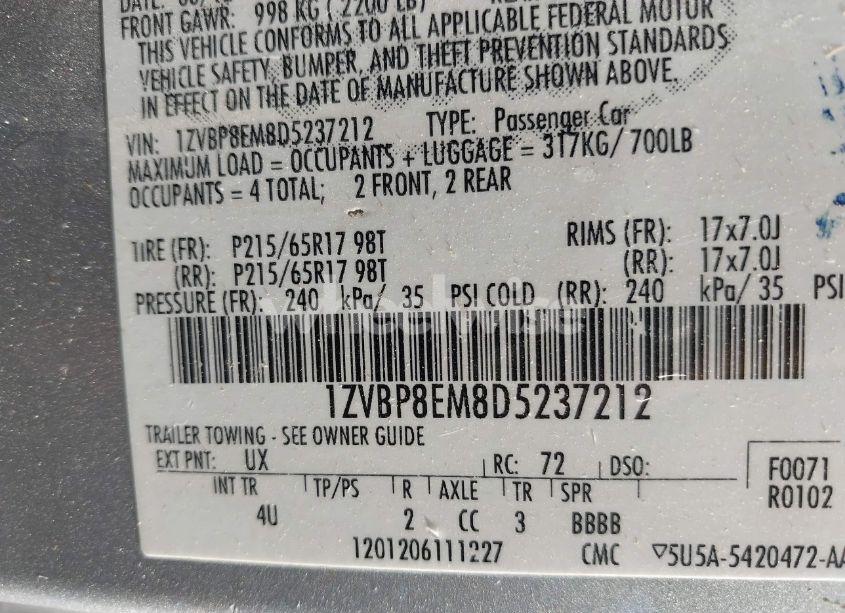 FRONT GAWR: 998 KG ( 2200 LB)
THIS VEHICLE CONFORMS TO ALL APPLICABLE FEDERAL MOTOR
VEHICLE SAFETY, BUMPER, AND THEFT PREVENTION STANDARDS
IN EFFECT ON THE DATE OF MANUFACTURE SHOWN ABOVE.
VIN: 1ZVBP8EM8D5237212 TYPE: Passenger Car
MAXIMUM LOAD = OCCUPANTS + LUGGAGE = 317KG/ 700LB
OCCUPANTS = 4 TOTAL; 2 FRONT, 2 REAR
TIRE (FR): P215/65R17 98T RIMS (FR): 17x7.0J
(RR): P215/65R17 98T (RR): 17x7.0J
PRESSURE (FR): 240 kPa/ 35 PSI COLD (RR): 240 kPa/ 35 PSI
1ZVBP8EM8D5237212
TRAILER TOWING - SEE OWNER GUIDE
EXT PNT: UX RC: 72 DSO: F0071
INT TR TP/PS R AXLE TR SPR R0102
4U 2 CC 3 BBBB
1201206111227 CMC ▽5U5A-5420472-AA